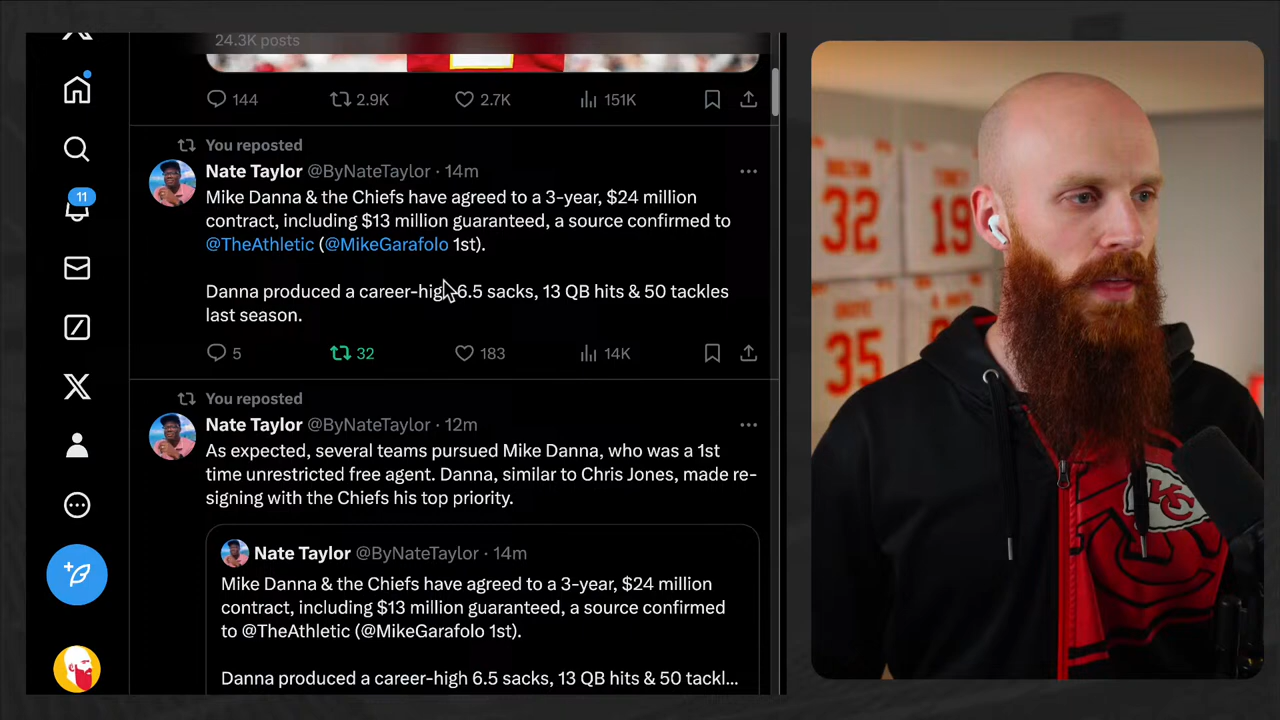 24.3K posts
144 2.9K 2.7K 151K
You reposted
Nate Taylor @ByNateTaylor · 14m
Mike Danna & the Chiefs have agreed to a 3-year, $24 million
contract, including $13 million guaranteed, a source confirmed to
@TheAthletic (@MikeGarafolo 1st).
Danna produced a career-high 6.5 sacks, 13 QB hits & 50 tackles
last season.
5 32 183 14K
You reposted
Nate Taylor @ByNateTaylor · 12m
As expected, several teams pursued Mike Danna, who was a 1st
time unrestricted free agent. Danna, similar to Chris Jones, made re-
signing with the Chiefs his top priority.
Nate Taylor @ByNateTaylor · 14m
Mike Danna & the Chiefs have agreed to a 3-year, $24 million
contract, including $13 million guaranteed, a source confirmed
to @TheAthletic (@MikeGarafolo 1st).
Danna produced a career-high 6.5 sacks, 13 QB hits & 50 tackl...
11
32
19
35
KC